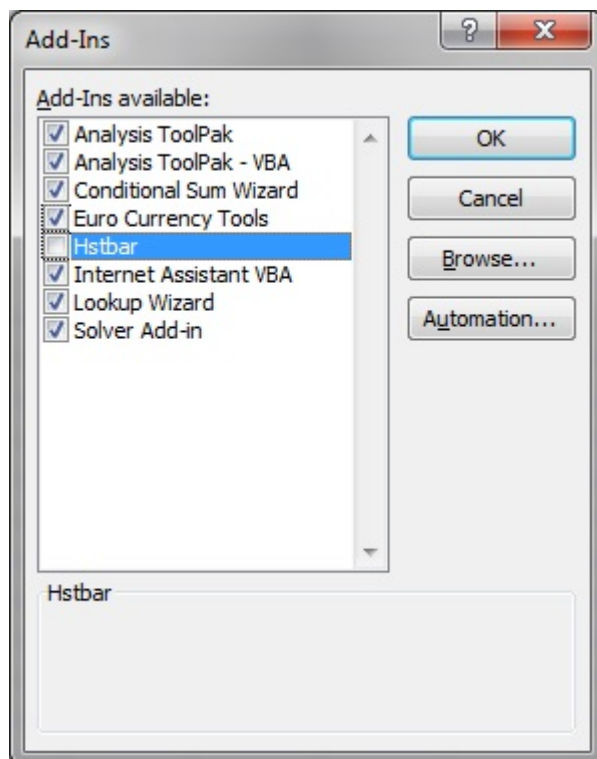 Add-Ins
Add-Ins available:
Analysis ToolPak
Analysis ToolPak - VBA
Conditional Sum Wizard
Euro Currency Tools
Hstbar
Internet Assistant VBA
Lookup Wizard
Solver Add-in
OK
Cancel
Browse...
Automation...
Hstbar